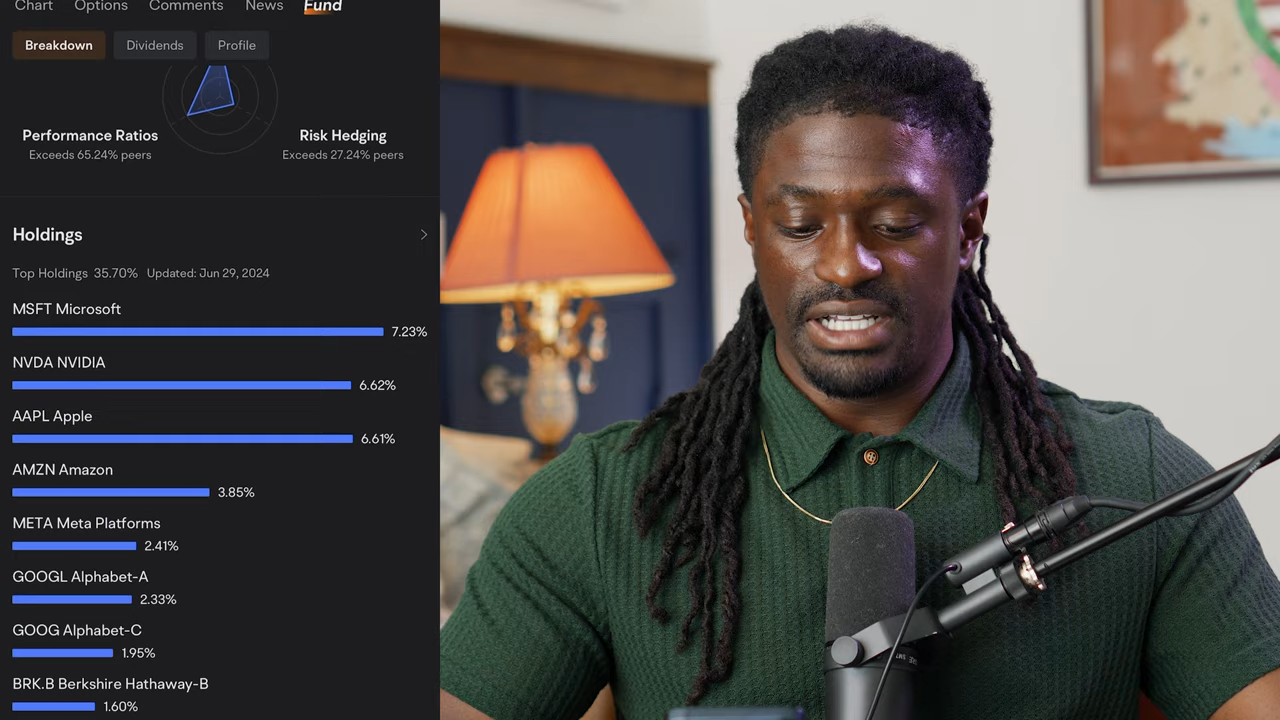 Chart Options Comments News Fund
Breakdown Dividends Profile
Performance Ratios
Exceeds 65.24% peers
Risk Hedging
Exceeds 27.24% peers
Holdings
Top Holdings 35.70% Updated: Jun 29, 2024
MSFT Microsoft
7.23%
NVDA NVIDIA
6.62%
AAPL Apple
6.61%
AMZN Amazon
3.85%
META Meta Platforms
2.41%
GOOGL Alphabet-A
2.33%
GOOG Alphabet-C
1.95%
BRK.B Berkshire Hathaway-B
1.60%